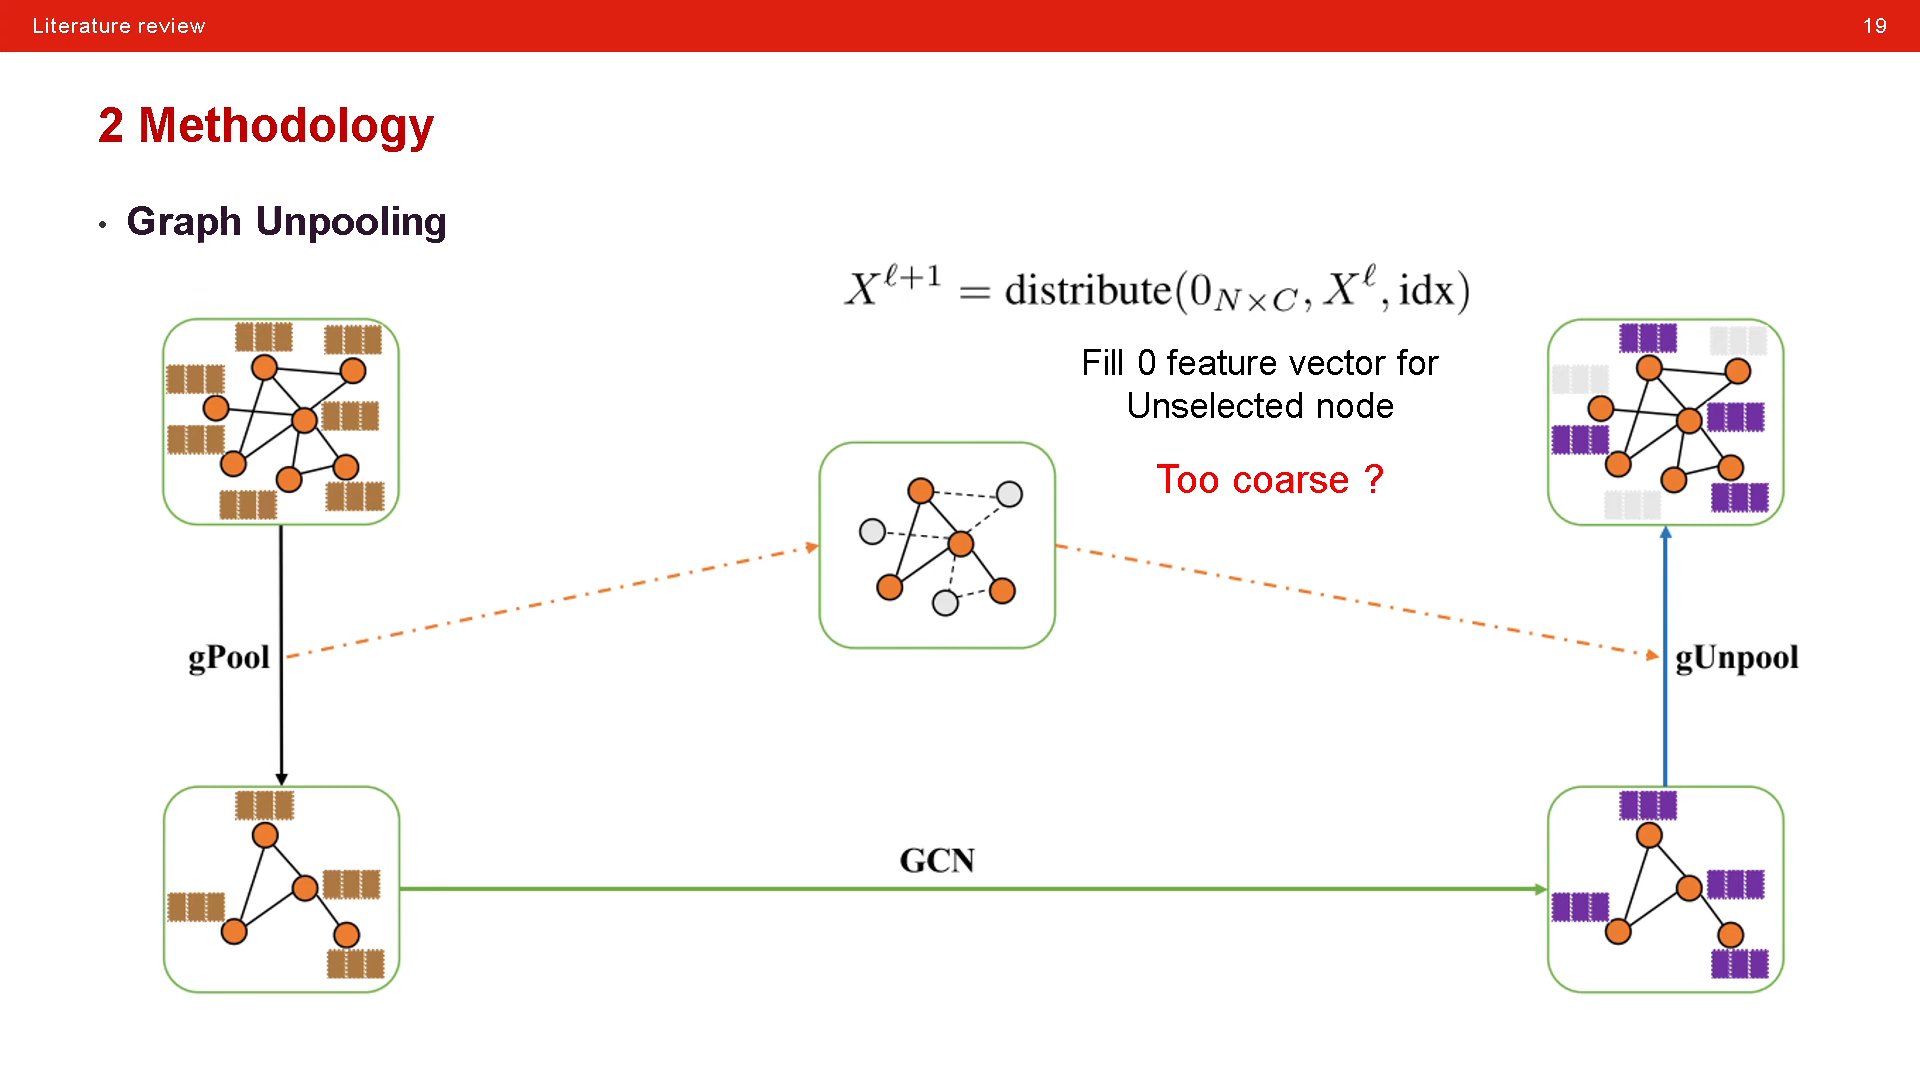 Literature review
19
2 Methodology
• Graph Unpooling
X^{ℓ+1} = distribute(0_{N×C}, X^ℓ, idx)
Fill 0 feature vector for
Unselected node
Too coarse ?
gPool
gUnpool
GCN